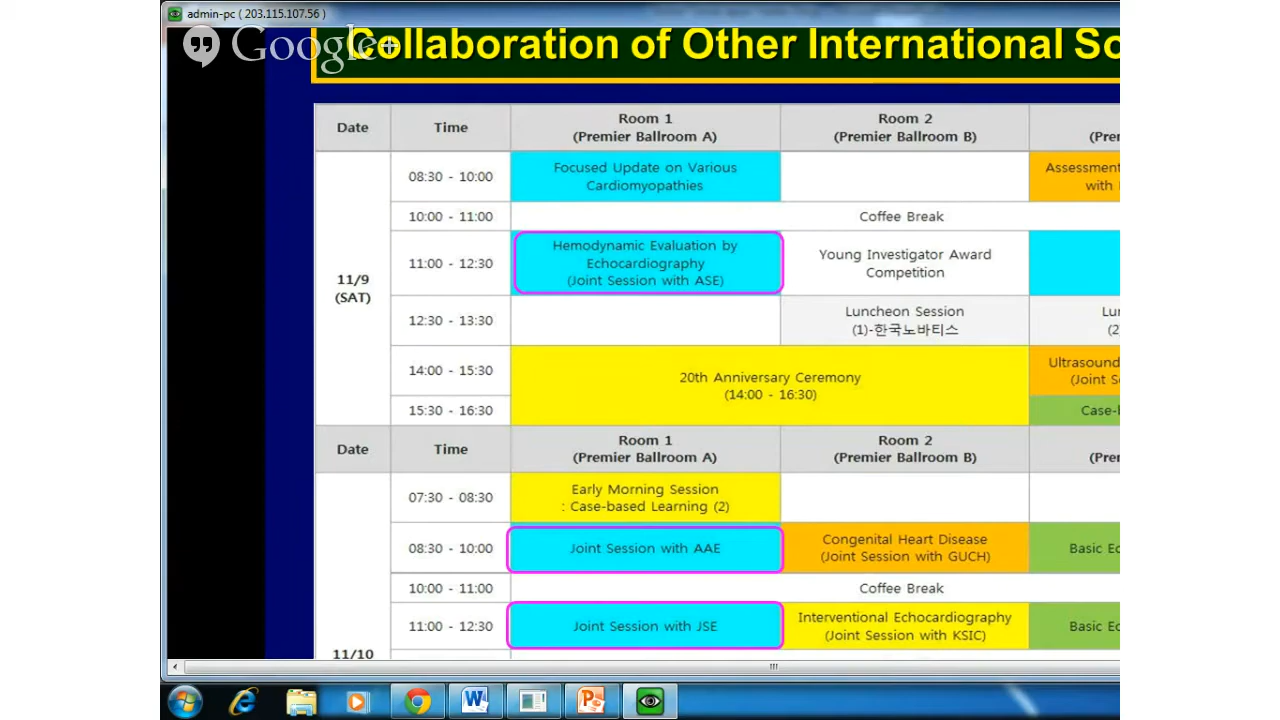 admin-pc ( 203.115.107.56 )
Google+
Collaboration of Other International So
Date
Time
Room 1
(Premier Ballroom A)
Room 2
(Premier Ballroom B)
(Prem
11/9
(SAT)
08:30 - 10:00
Focused Update on Various
Cardiomyopathies
Assessment
with
10:00 - 11:00
Coffee Break
11:00 - 12:30
Hemodynamic Evaluation by
Echocardiography
(Joint Session with ASE)
Young Investigator Award
Competition
12:30 - 13:30
Luncheon Session
(1)-한국노바티스
Lun
(2
14:00 - 15:30
20th Anniversary Ceremony
(14:00 - 16:30)
Ultrasound
(Joint S
15:30 - 16:30
Case-b
Date
Time
Room 1
(Premier Ballroom A)
Room 2
(Premier Ballroom B)
(Prem
07:30 - 08:30
Early Morning Session
: Case-based Learning (2)
08:30 - 10:00
Joint Session with AAE
Congenital Heart Disease
(Joint Session with GUCH)
Basic Ec
10:00 - 11:00
Coffee Break
11:00 - 12:30
Joint Session with JSE
Interventional Echocardiography
(Joint Session with KSIC)
Basic Ec
11/10